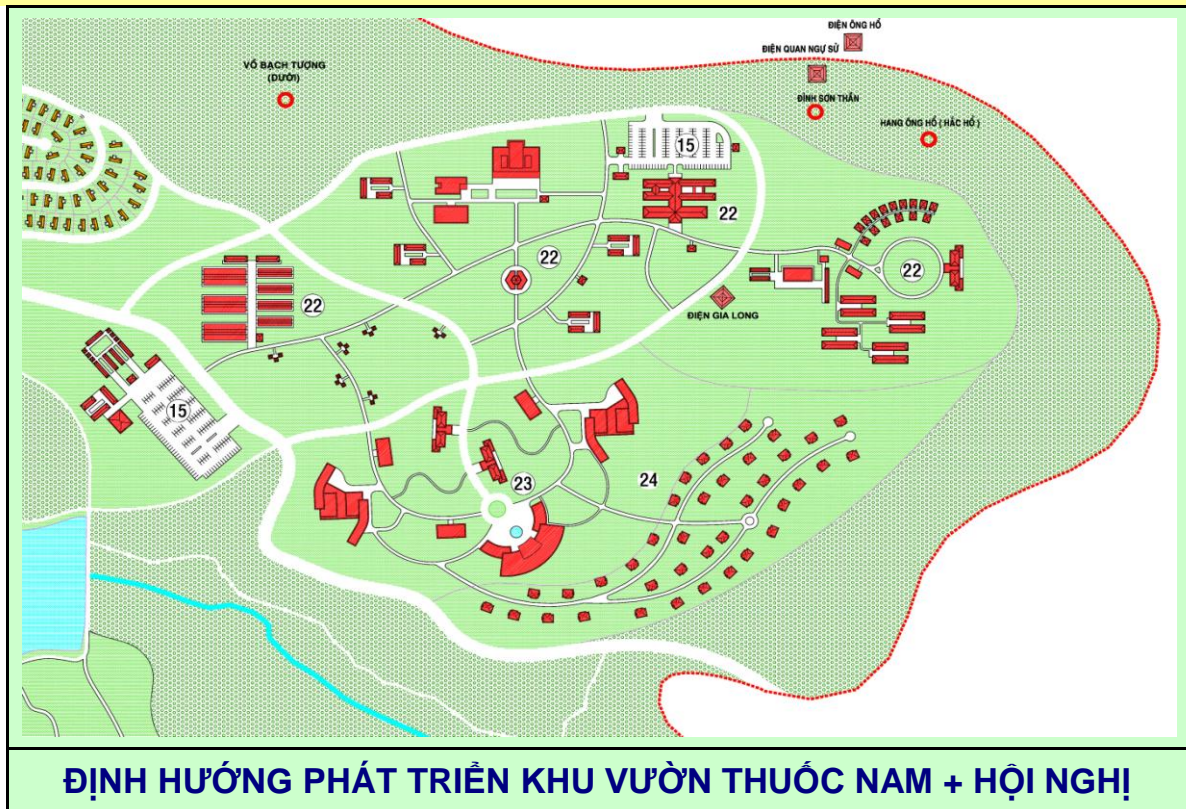 ĐIỆN ÔNG HỔ
ĐIỆN QUAN NGỰ SỬ
VỒ BẠCH TƯỢNG
(DƯỚI)
ĐÌNH SƠN THẦN
HANG ÔNG HỔ ( HẮC HỔ )
15
22
22
22
22
ĐIỆN GIA LONG
15
23
24
ĐỊNH HƯỚNG PHÁT TRIỂN KHU VƯỜN THUỐC NAM + HỘI NGHỊ